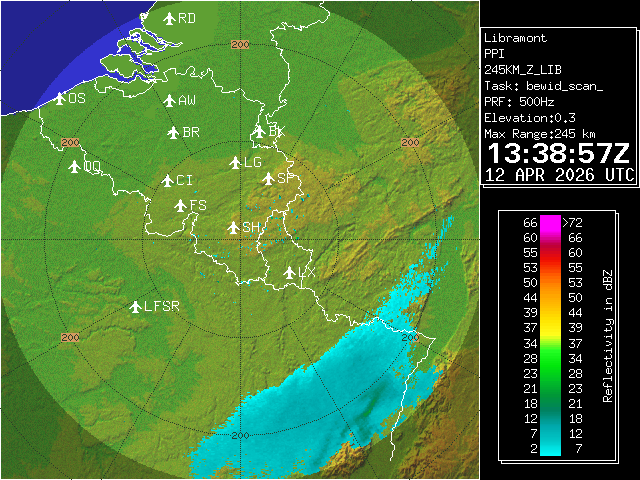 Libramont
PPI
245KM_Z_LIB
Task: bewid_scan_
PRF: 500Hz
Elevation:0.3
Max Range:245 km
13:38:57Z
12 APR 2026 UTC
66 >72
60 66
55 60
53 55
50 53
44 50
39 44
37 39
34 37
28 34
23 28
21 23
18 21
12 18
7 12
2 7
Reflectivity in dBZ
RD
200
OS
AW
BR
BK
200
200
QQ
LG
CI
SP
FS
SH
LX
LFSR
200
200
200